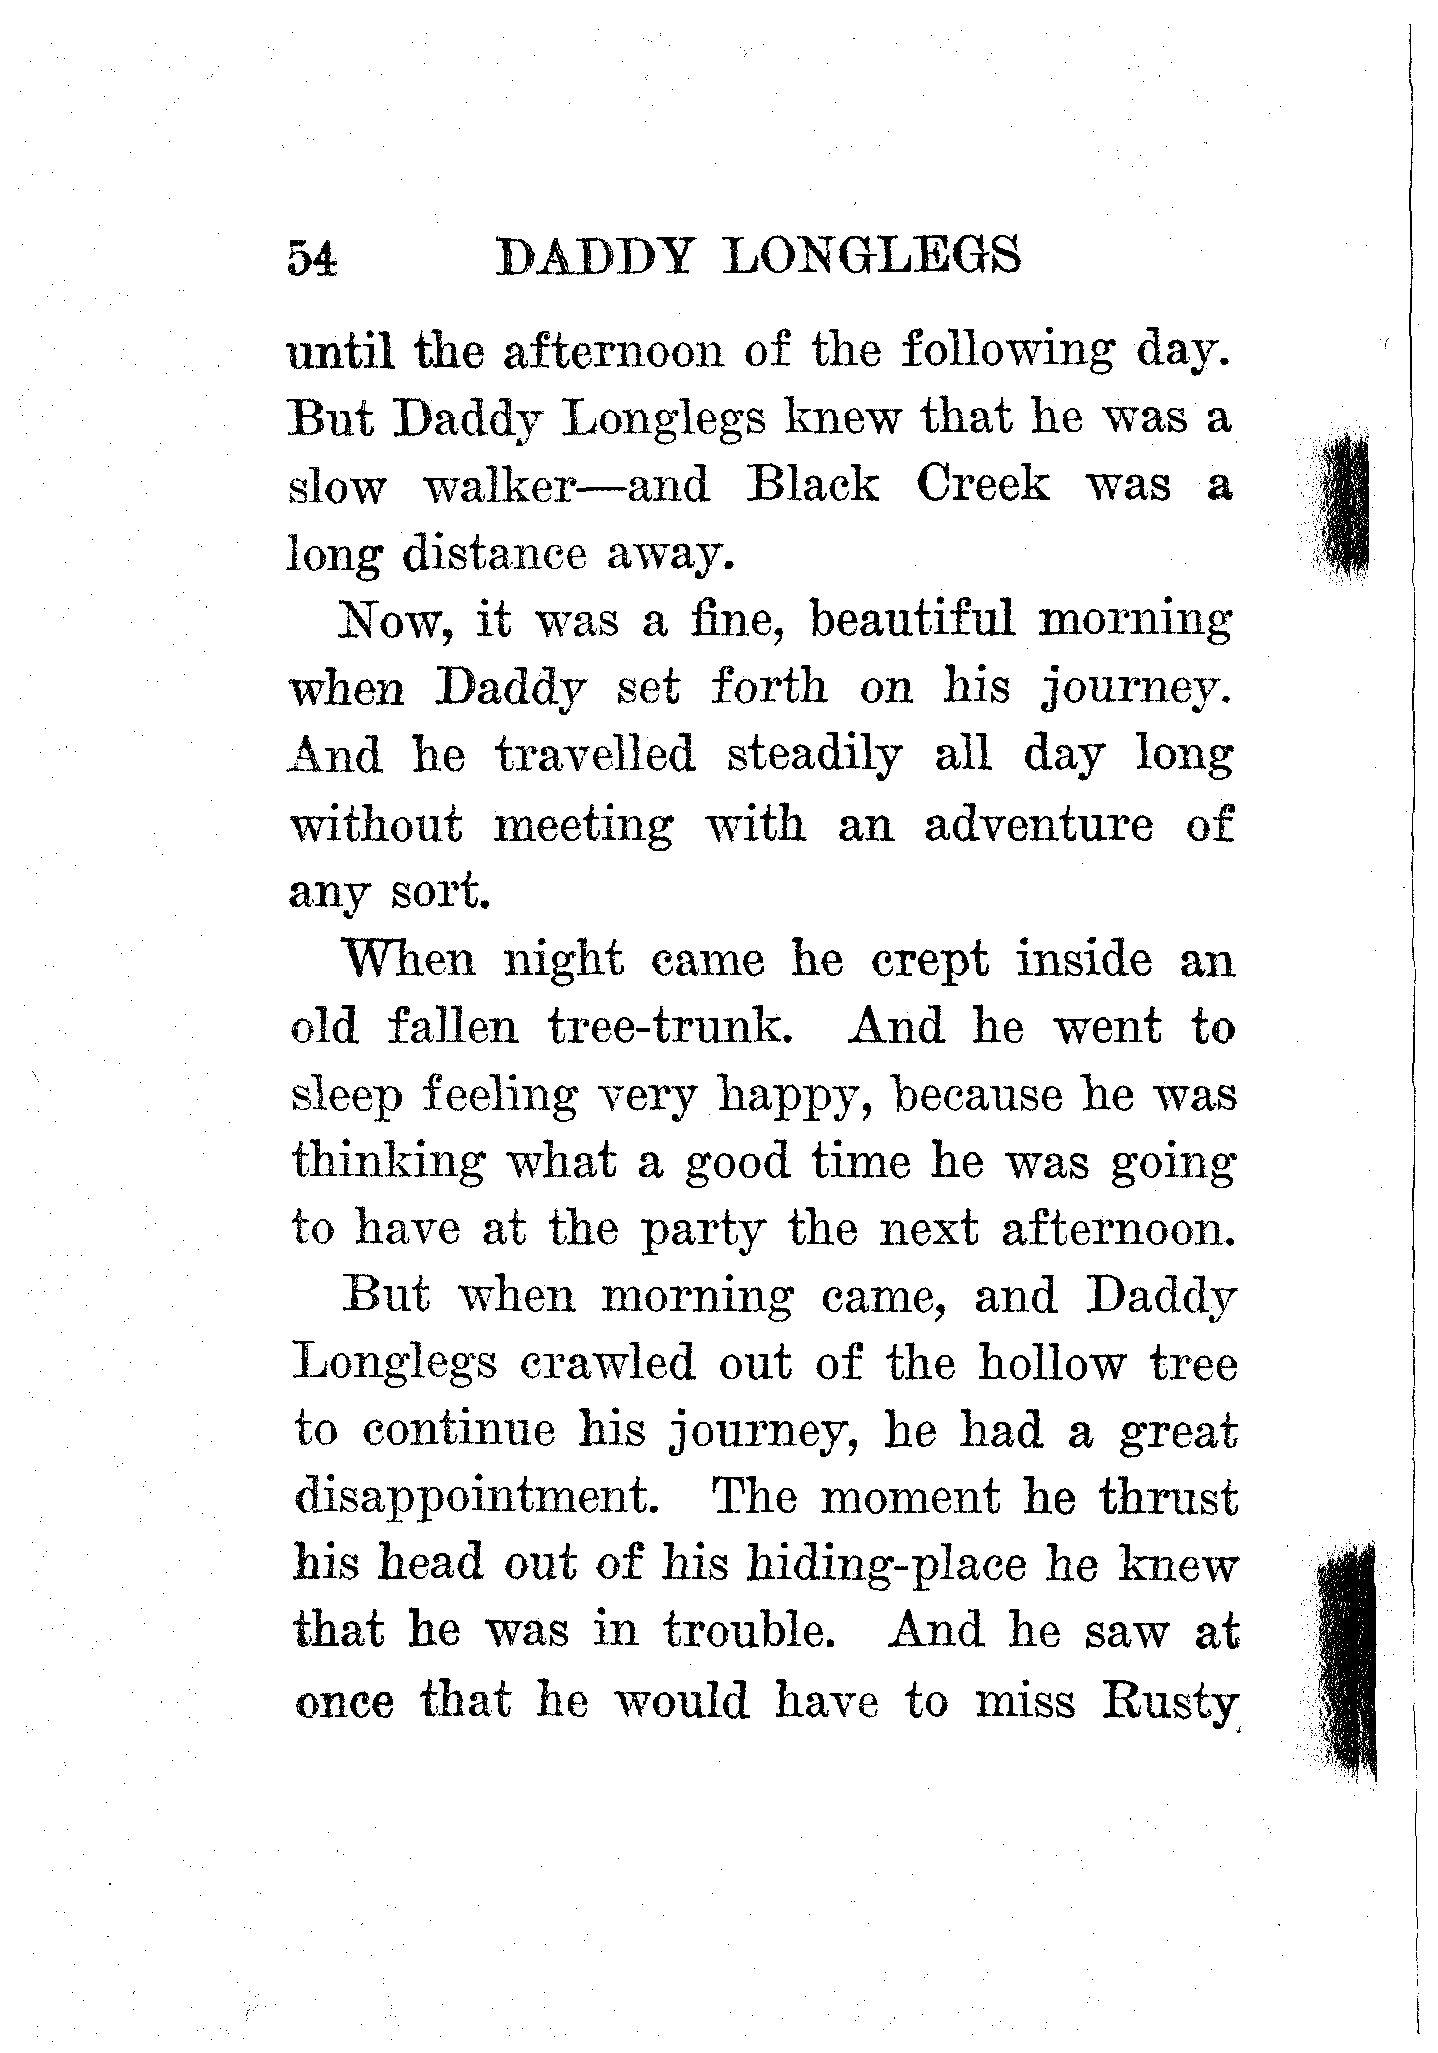 54 DADDY LONGLEGS
until the afternoon of the following day.
But Daddy Longlegs knew that he was a
slow walker—and Black Creek was a
long distance away.
Now, it was a fine, beautiful morning
when Daddy set forth on his journey.
And he travelled steadily all day long
without meeting with an adventure of
any sort.
When night came he crept inside an
old fallen tree-trunk. And he went to
sleep feeling very happy, because he was
thinking what a good time he was going
to have at the party the next afternoon.
But when morning came, and Daddy
Longlegs crawled out of the hollow tree
to continue his journey, he had a great
disappointment. The moment he thrust
his head out of his hiding-place he knew
that he was in trouble. And he saw at
once that he would have to miss Rusty